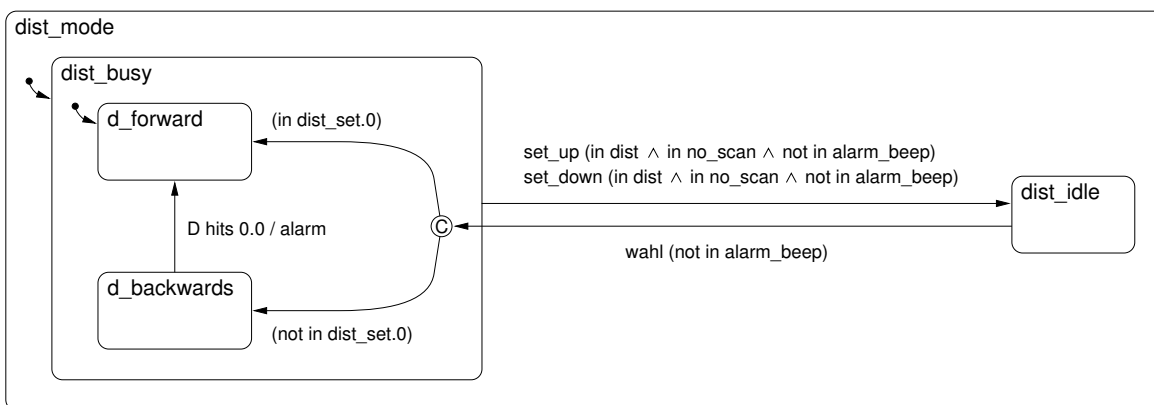 dist_mode
dist_busy
d_forward
(in dist_set.0)
set_up (in dist ∧ in no_scan ∧ not in alarm_beep)
set_down (in dist ∧ in no_scan ∧ not in alarm_beep)
dist_idle
D hits 0.0 / alarm
C
wahl (not in alarm_beep)
d_backwards
(not in dist_set.0)